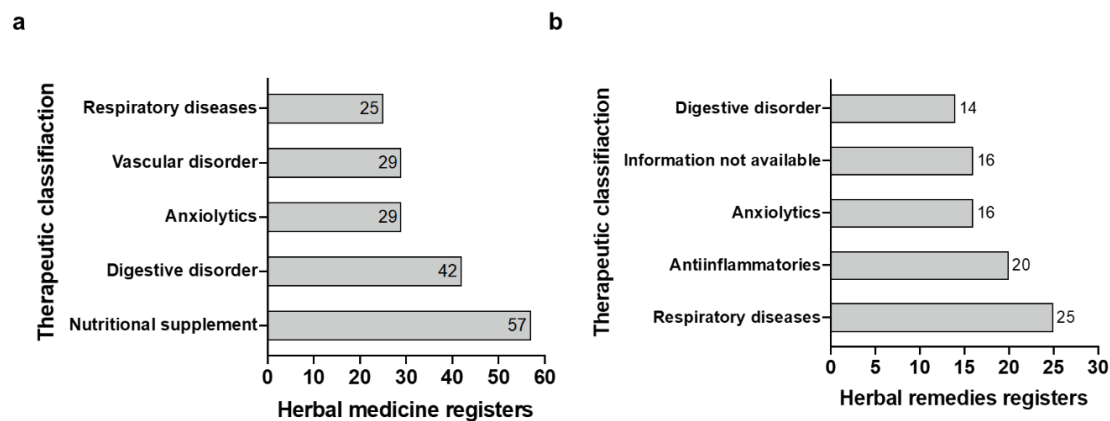 a
Therapeutic classifiaction
Respiratory diseases
25
Vascular disorder
29
Anxiolytics
29
Digestive disorder
42
Nutritional supplement
57
0 10 20 30 40 50 60
Herbal medicine registers
b
Therapeutic classifiaction
Digestive disorder
14
Information not available
16
Anxiolytics
16
Antiinflammatories
20
Respiratory diseases
25
0 5 10 15 20 25 30
Herbal remedies registers